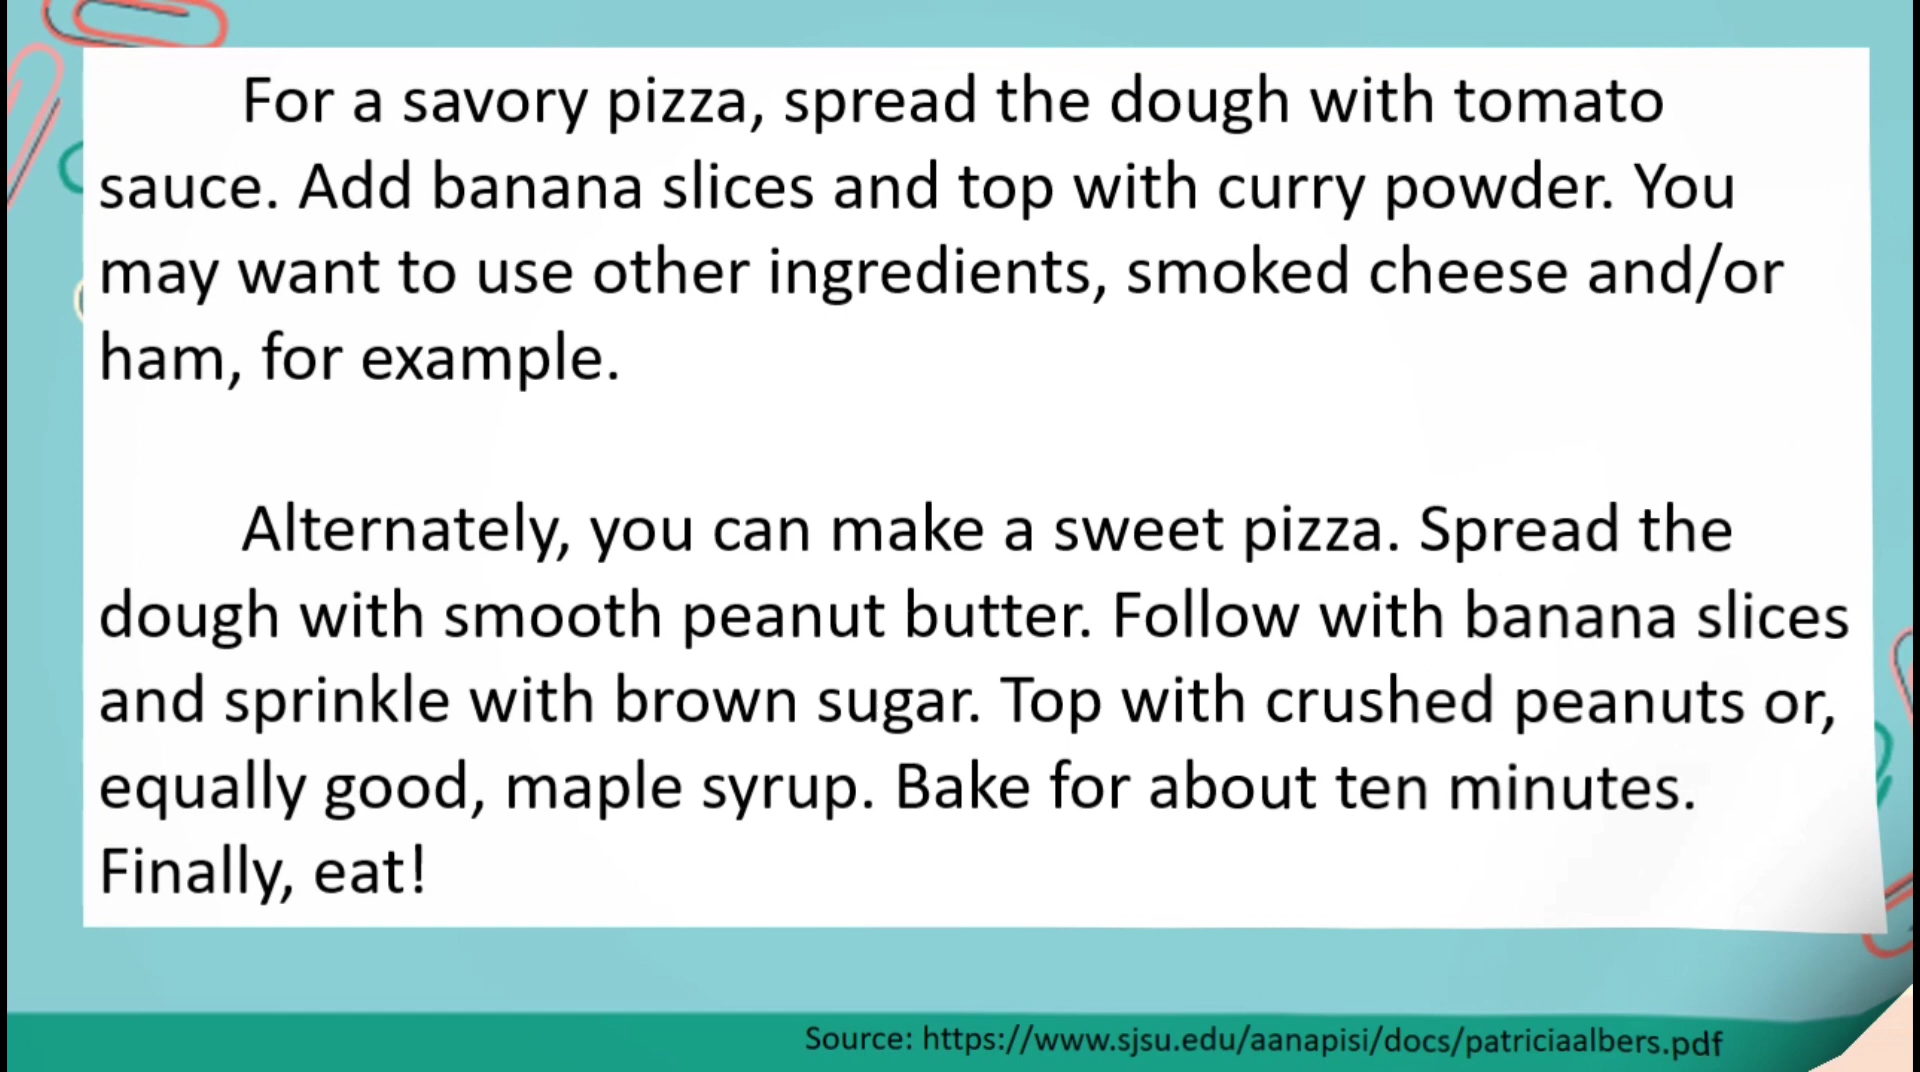 For a savory pizza, spread the dough with tomato
sauce. Add banana slices and top with curry powder. You
may want to use other ingredients, smoked cheese and/or
ham, for example.
Alternately, you can make a sweet pizza. Spread the
dough with smooth peanut butter. Follow with banana slices
and sprinkle with brown sugar. Top with crushed peanuts or,
equally good, maple syrup. Bake for about ten minutes.
Finally, eat!
Source: https://www.sjsu.edu/aanapisi/docs/patriciaalbers.pdf